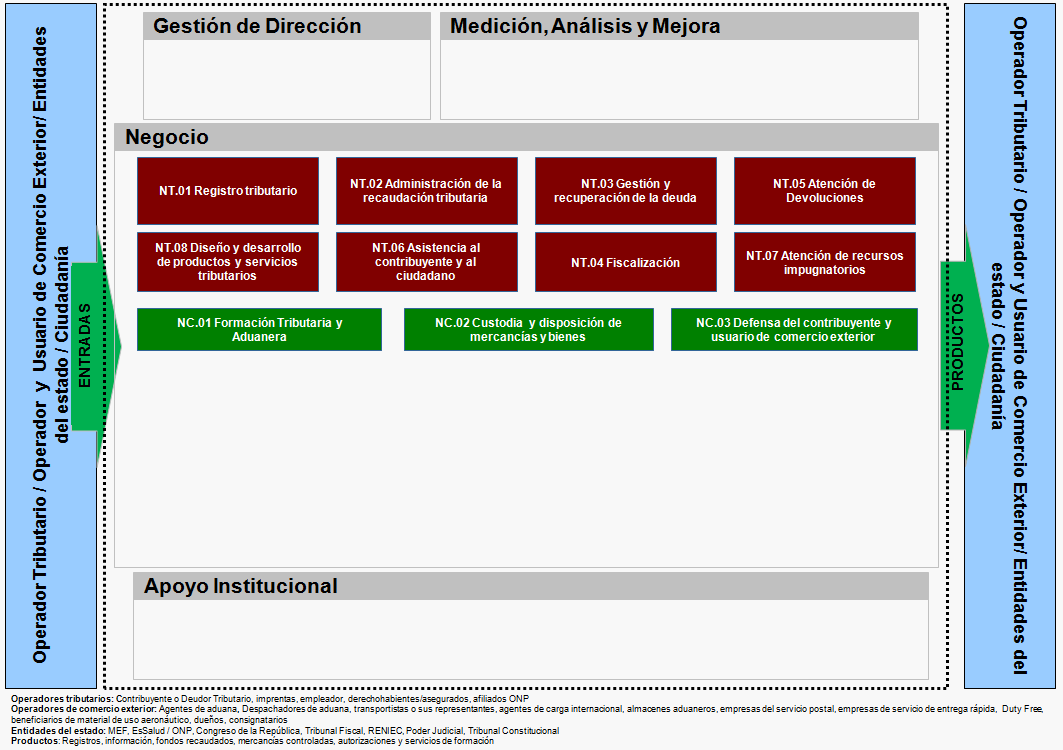 Operador Tributario / Operador y Usuario de Comercio Exterior/ Entidades
del estado / Ciudadanía
ENTRADAS
Gestión de Dirección
Medición, Análisis y Mejora
Negocio
NT.01 Registro tributario
NT.02 Administración de la
recaudación tributaria
NT.03 Gestión y
recuperación de la deuda
NT.05 Atención de
Devoluciones
NT.08 Diseño y desarrollo
de productos y servicios
tributarios
NT.06 Asistencia al
contribuyente y al
ciudadano
NT.04 Fiscalización
NT.07 Atención de recursos
impugnatorios
NC.01 Formación Tributaria y
Aduanera
NC.02 Custodia y disposición de
mercancías y bienes
NC.03 Defensa del contribuyente y
usuario de comercio exterior
Apoyo Institucional
PRODUCTOS
Operador Tributario / Operador y Usuario de Comercio Exterior/ Entidades del
estado / Ciudadanía
Operadores tributarios: Contribuyente o Deudor Tributario, imprentas, empleador, derechohabientes/asegurados, afiliados ONP
Operadores de comercio exterior: Agentes de aduana, Despachadores de aduana, transportistas o sus representantes, agentes de carga internacional, almacenes aduaneros, empresas del servicio postal, empresas de servicio de entrega rápida, Duty Free,
beneficiarios de material de uso aeronáutico, dueños, consignatarios
Entidades del estado: MEF, EsSalud / ONP, Congreso de la República, Tribunal Fiscal, RENIEC, Poder Judicial, Tribunal Constitucional
Productos: Registros, información, fondos recaudados, mercancías controladas, autorizaciones y servicios de formación